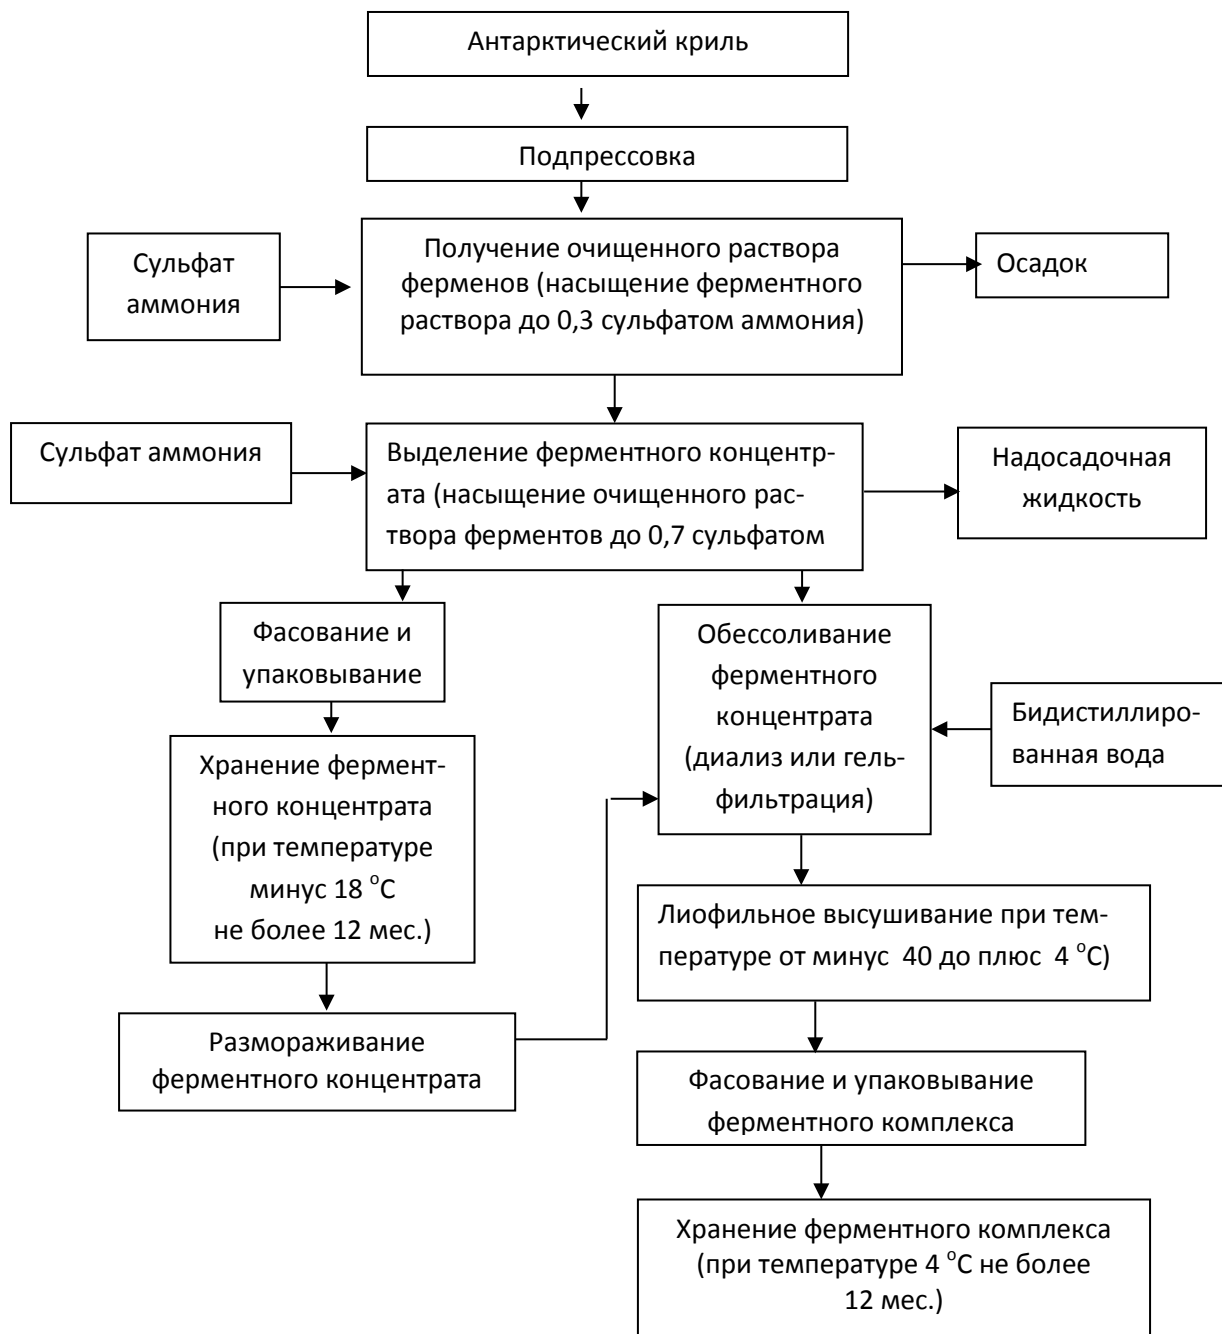 Антарктический криль
Подпрессовка
Сульфат
аммония
Получение очищенного раствора
ферменов (насыщение ферментного
раствора до 0,3 сульфатом аммония)
Осадок
Сульфат аммония
Выделение ферментного концентр-
рата (насыщение очищенного рас-
твора ферментов до 0,7 сульфатом
Надосадочная
жидкость
Фасование и
упаковывание
Обессоливание
ферментного
концентрата
(диализ или гель-
фильтрация)
Бидистиллиро-
ванная вода
Хранение фермент-
ного концентрата
(при температуре
минус 18 °С
не более 12 мес.)
Лиофильное высушивание при тем-
пературе от минус 40 до плюс 4 °С)
Размораживание
ферментного концентрата
Фасование и упаковывание
ферментного комплекса
Хранение ферментного комплекса
(при температуре 4 °С не более
12 мес.)